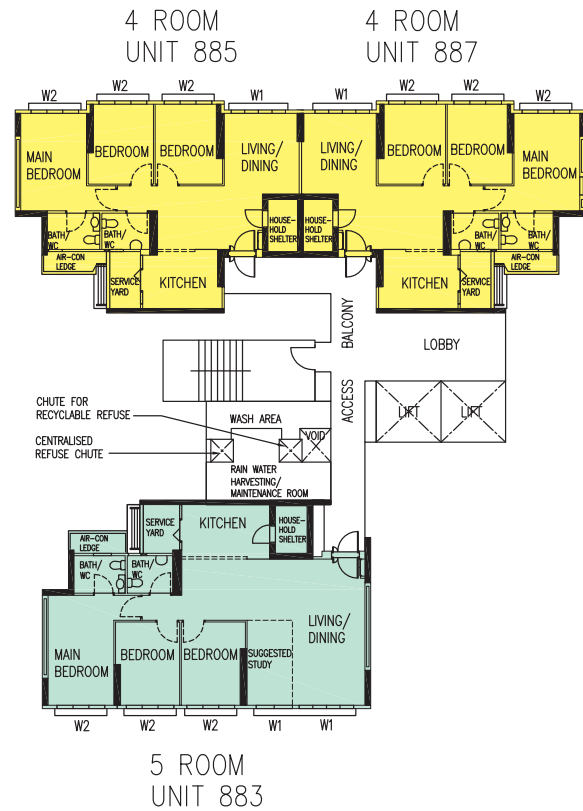 4 ROOM
UNIT 885
4 ROOM
UNIT 887
W2
W2
W2
W1
W1
W2
W2
W2
MAIN
BEDROOM
BEDROOM
BEDROOM
LIVING/
DINING
LIVING/
DINING
BEDROOM
BEDROOM
MAIN
BEDROOM
BATH/
WC
BATH/
WC
HOUSE-
HOLD
SHELTER
HOUSE-
HOLD
SHELTER
BATH/
WC
BATH/
WC
AIR-CON
LEDGE
SERVICE
YARD
KITCHEN
KITCHEN
SERVICE
YARD
AIR-CON
LEDGE
ACCESS BALCONY
LOBBY
LIFT
LIFT
CHUTE FOR
RECYCLABLE REFUSE
CENTRALISED
REFUSE CHUTE
WASH AREA
VOID
RAIN WATER
HARVESTING/
MAINTENANCE ROOM
AIR-CON
LEDGE
SERVICE
YARD
KITCHEN
HOUSE-
HOLD
SHELTER
BATH/
WC
BATH/
WC
MAIN
BEDROOM
BEDROOM
BEDROOM
SUGGESTED
STUDY
LIVING/
DINING
W2
W2
W2
W1
W1
5 ROOM
UNIT 883